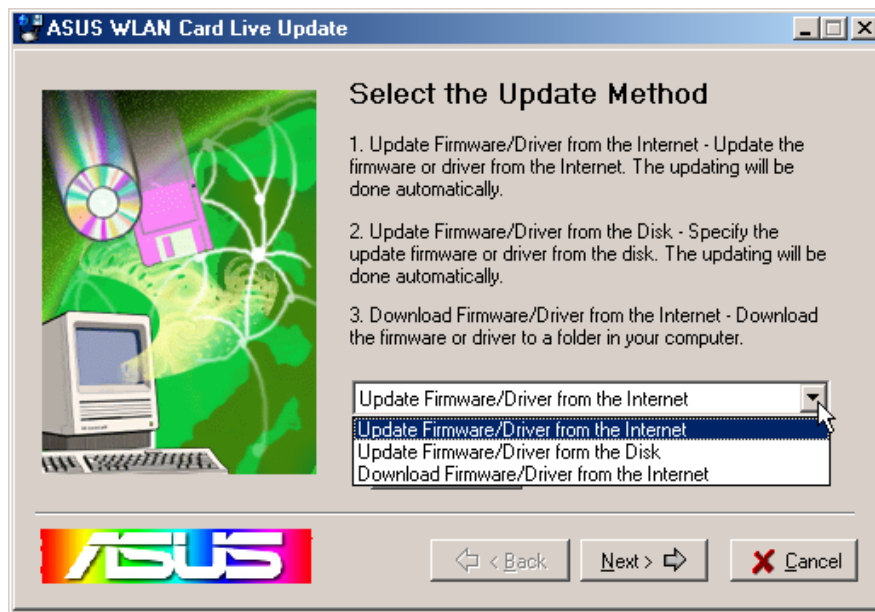 ASUS WLAN Card Live Update
Select the Update Method
1. Update Firmware/Driver from the Internet - Update the
firmware or driver from the Internet. The updating will be
done automatically.
2. Update Firmware/Driver from the Disk - Specify the
update firmware or driver from the disk. The updating will be
done automatically.
3. Download Firmware/Driver from the Internet - Download
the firmware or driver to a folder in your computer.
Update Firmware/Driver from the Internet
Update Firmware/Driver from the Internet
Update Firmware/Driver form the Disk
Download Firmware/Driver from the Internet
ASUS
< Back
Next >
Cancel